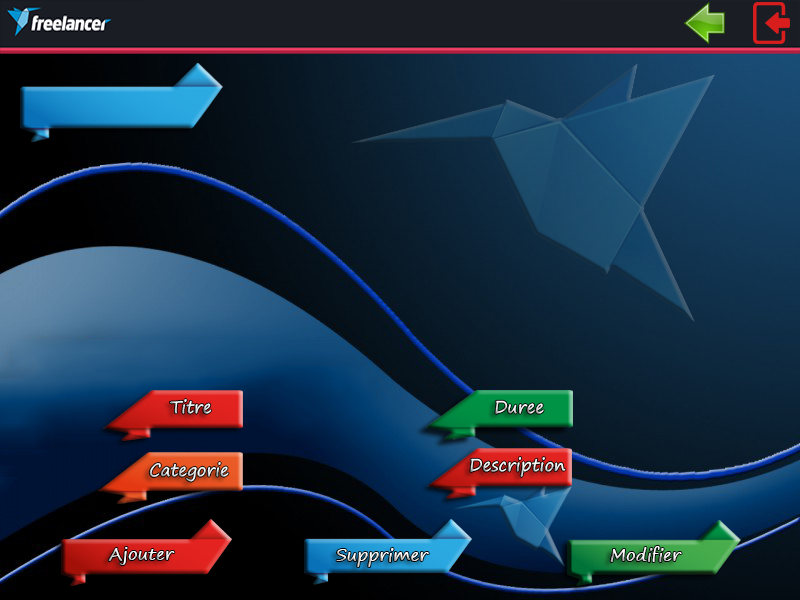 freelancer
Titre
Duree
Categorie
Description
Ajouter
Supprimer
Modifier